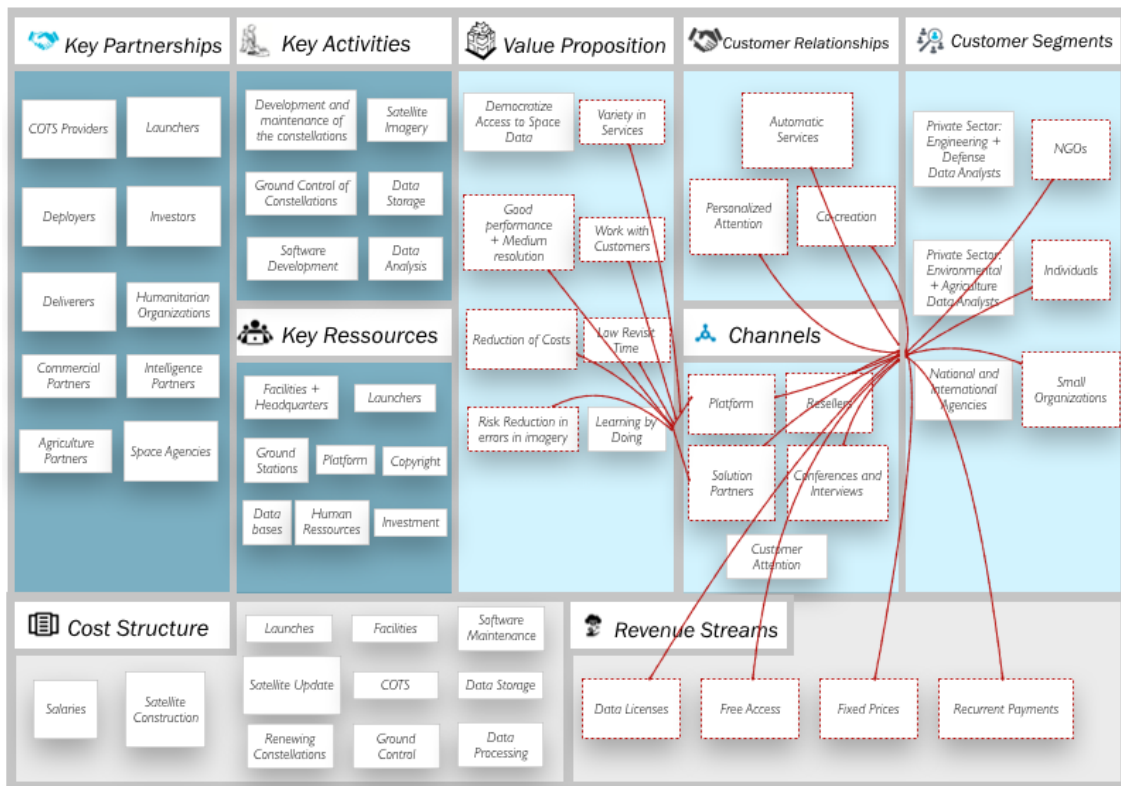 Key Partnerships
COTS Providers
Launchers
Deployers
Investors
Deliverers
Humanitarian
Organizations
Commercial
Partners
Intelligence
Partners
Agriculture
Partners
Space Agencies
Key Activities
Development and
maintenance of
the constellations
Satellite
Imagery
Ground Control of
Constellations
Data
Storage
Software
Development
Data
Analysis
Key Ressources
Facilities +
Headquarters
Launchers
Ground
Stations
Platform
Copyright
Data
bases
Human
Ressources
Investment
Value Proposition
Democratize
Access to Space
Data
Variety in
Services
Good
performance
+ Medium
resolution
Work with
Customers
Reduction of Costs
Low Revisit
Time
Risk Reduction in
errors in imagery
Learning by
Doing
Customer Relationships
Automatic
Services
Personalized
Attention
Co-creation
Channels
Platform
Resellers
Solution
Partners
Conferences and
Interviews
Customer
Attention
Customer Segments
Private Sector:
Engineering +
Defense
Data Analysts
NGOs
Private Sector:
Environmental
+ Agriculture
Data Analysts
Individuals
National and
International
Agencies
Small
Organizations
Cost Structure
Salaries
Satellite
Construction
Launches
Facilities
Software
Maintenance
Satellite Update
COTS
Data Storage
Renewing
Constellations
Ground
Control
Data
Processing
Revenue Streams
Data Licenses
Free Access
Fixed Prices
Recurrent Payments